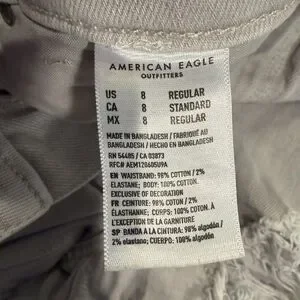 AMERICAN EAGLE
OUTFITTERS
US 8 REGULAR
CA 8 STANDARD
MX 8 REGULAR
MADE IN BANGLADESH / FABRIQUÉ AU
BANGLADESH / HECHO EN BANGLADESH
RN 54485 / CA 03873
RFC# AEM1208605U9A
EN WAISTBAND: 98% COTTON / 2%
ELASTANE; BODY: 100% COTTON.
EXCLUSIVE OF DECORATION
FR CEINTURE: 98% COTON / 2%
ÉLASTHANNE; CORPS: 100% COTON. À
L'EXCEPTION DE LA GARNITURE
SP BANDA A LA CINTURA: 98% algodón /
2% elastano; CUERPO: 100% algodón